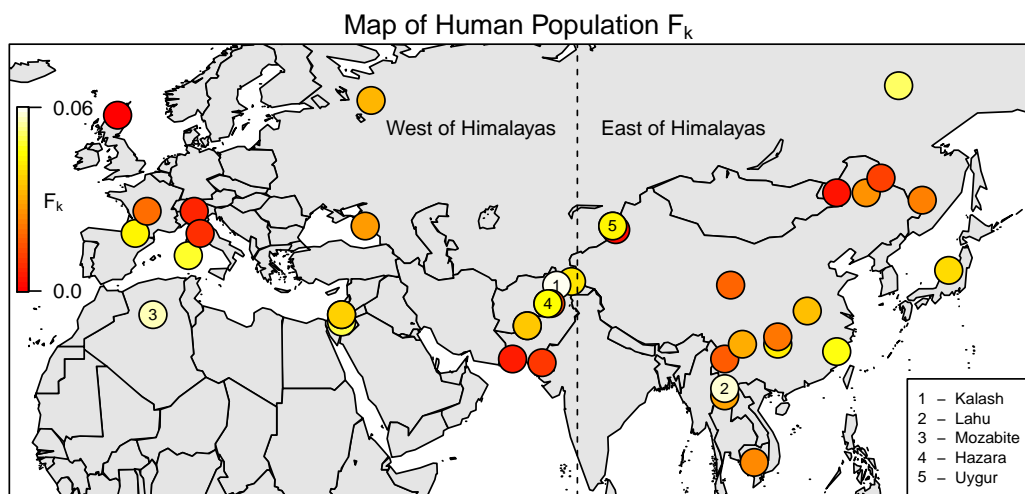 Map of Human Population Fk
0.06
West of Himalayas
East of Himalayas
Fk
0.0
1
2
3
4
5
1 – Kalash
2 – Lahu
3 – Mozabite
4 – Hazara
5 – Uygur